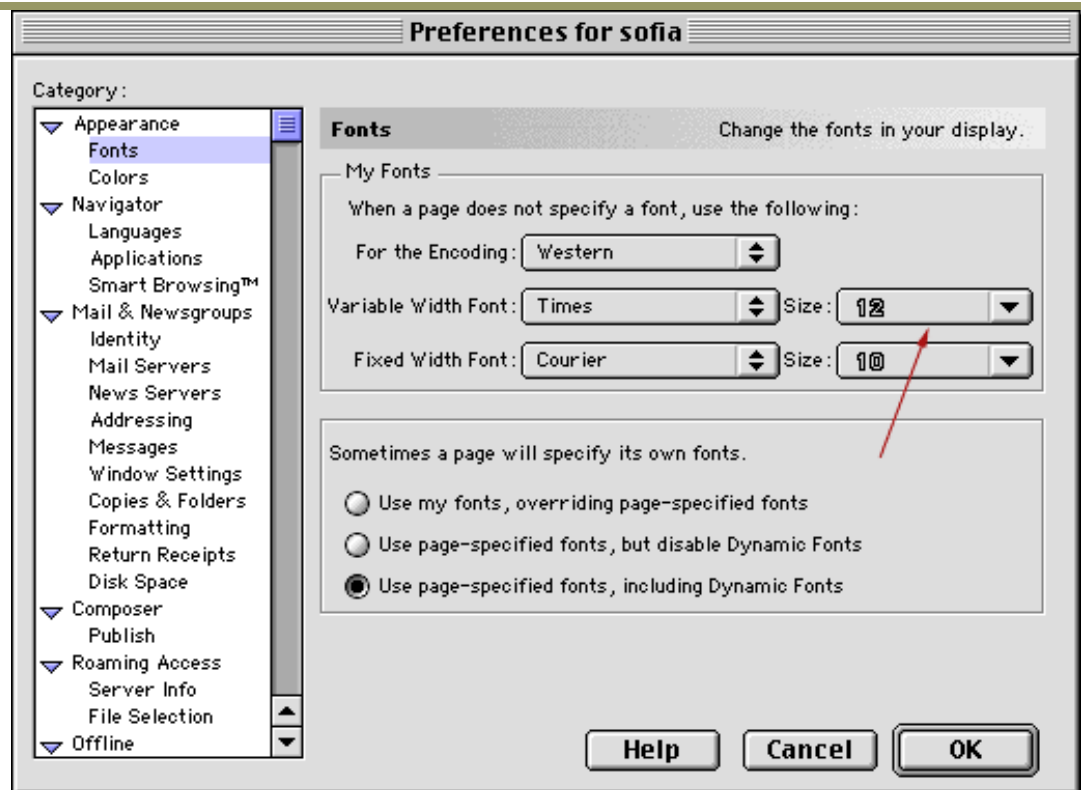 Preferences for sofia
Category:
Appearance
Fonts
Colors
Navigator
Languages
Applications
Smart Browsing™
Mail & Newsgroups
Identity
Mail Servers
News Servers
Addressing
Messages
Window Settings
Copies & Folders
Formatting
Return Receipts
Disk Space
Composer
Publish
Roaming Access
Server Info
File Selection
Offline
Fonts Change the fonts in your display.
My Fonts
When a page does not specify a font, use the following:
For the Encoding: Western
Variable Width Font: Times Size: 12
Fixed Width Font: Courier Size: 10
Sometimes a page will specify its own fonts.
Use my fonts, overriding page-specified fonts
Use page-specified fonts, but disable Dynamic Fonts
Use page-specified fonts, including Dynamic Fonts
Help Cancel OK